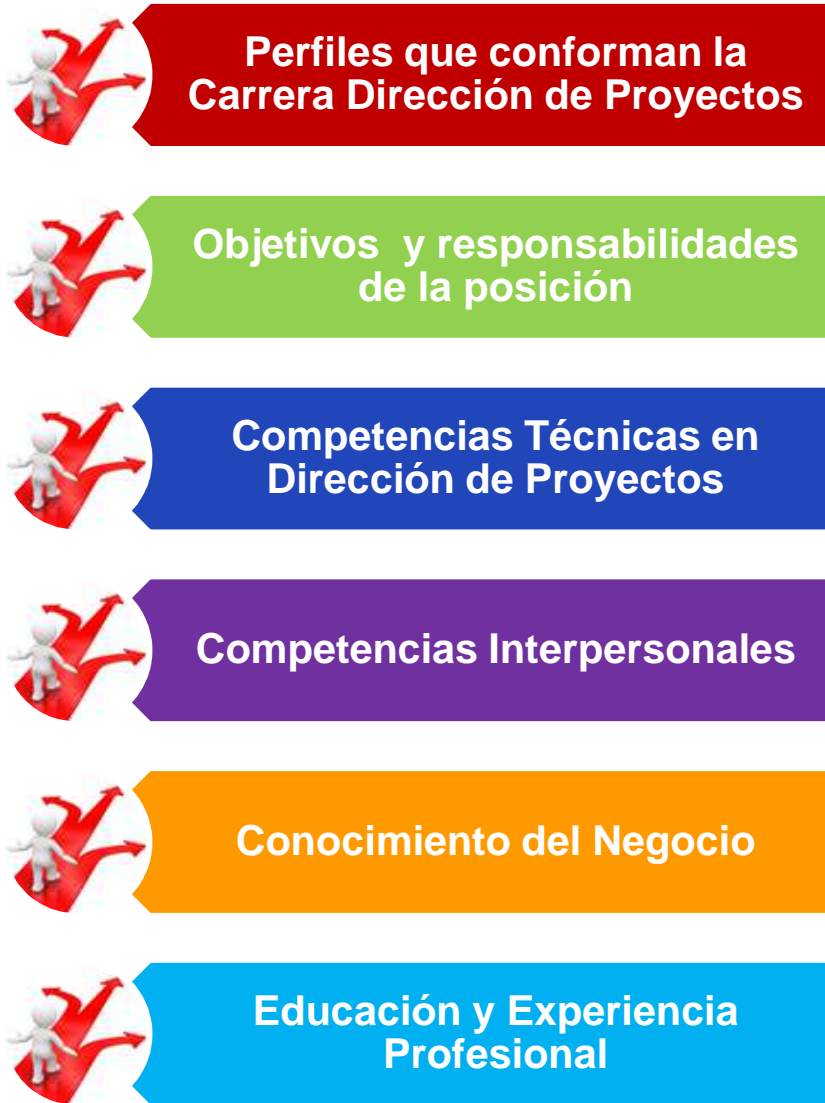 Perfiles que conforman la
Carrera Dirección de Proyectos
Objetivos y responsabilidades
de la posición
Competencias Técnicas en
Dirección de Proyectos
Competencias Interpersonales
Conocimiento del Negocio
Educación y Experiencia
Profesional